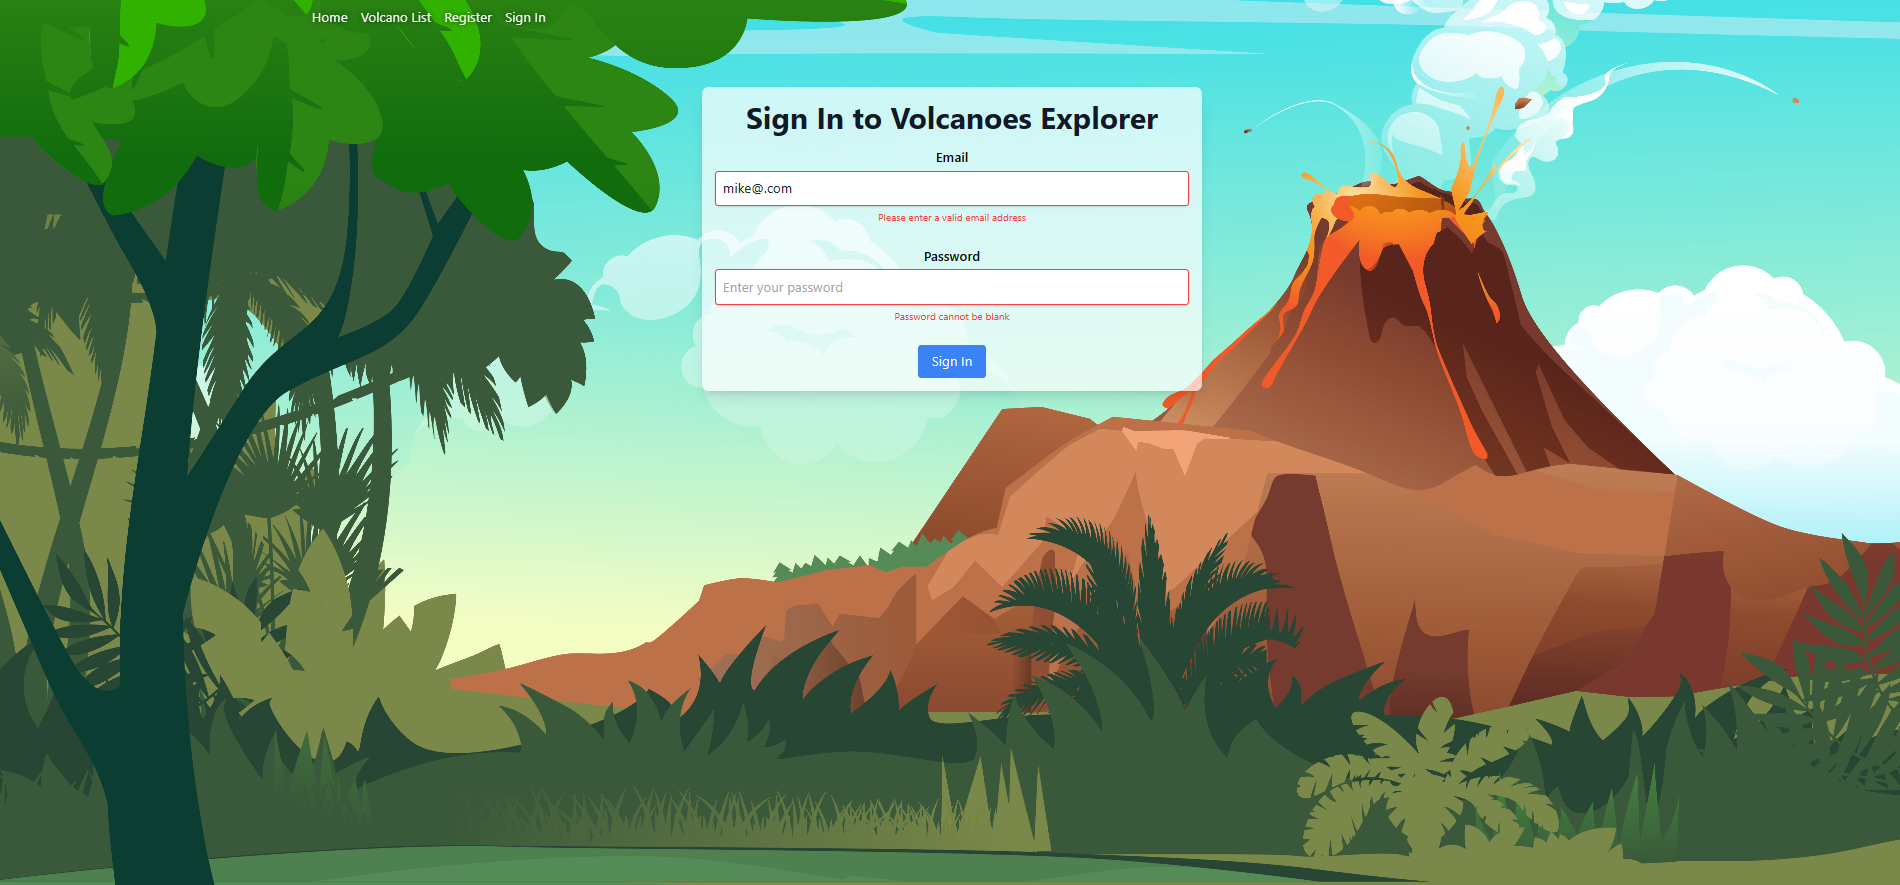 Home Volcano List Register Sign In
Sign In to Volcanoes Explorer
Email
mike@.com
Please enter a valid email address
Password
Enter your password
Password cannot be blank
Sign In